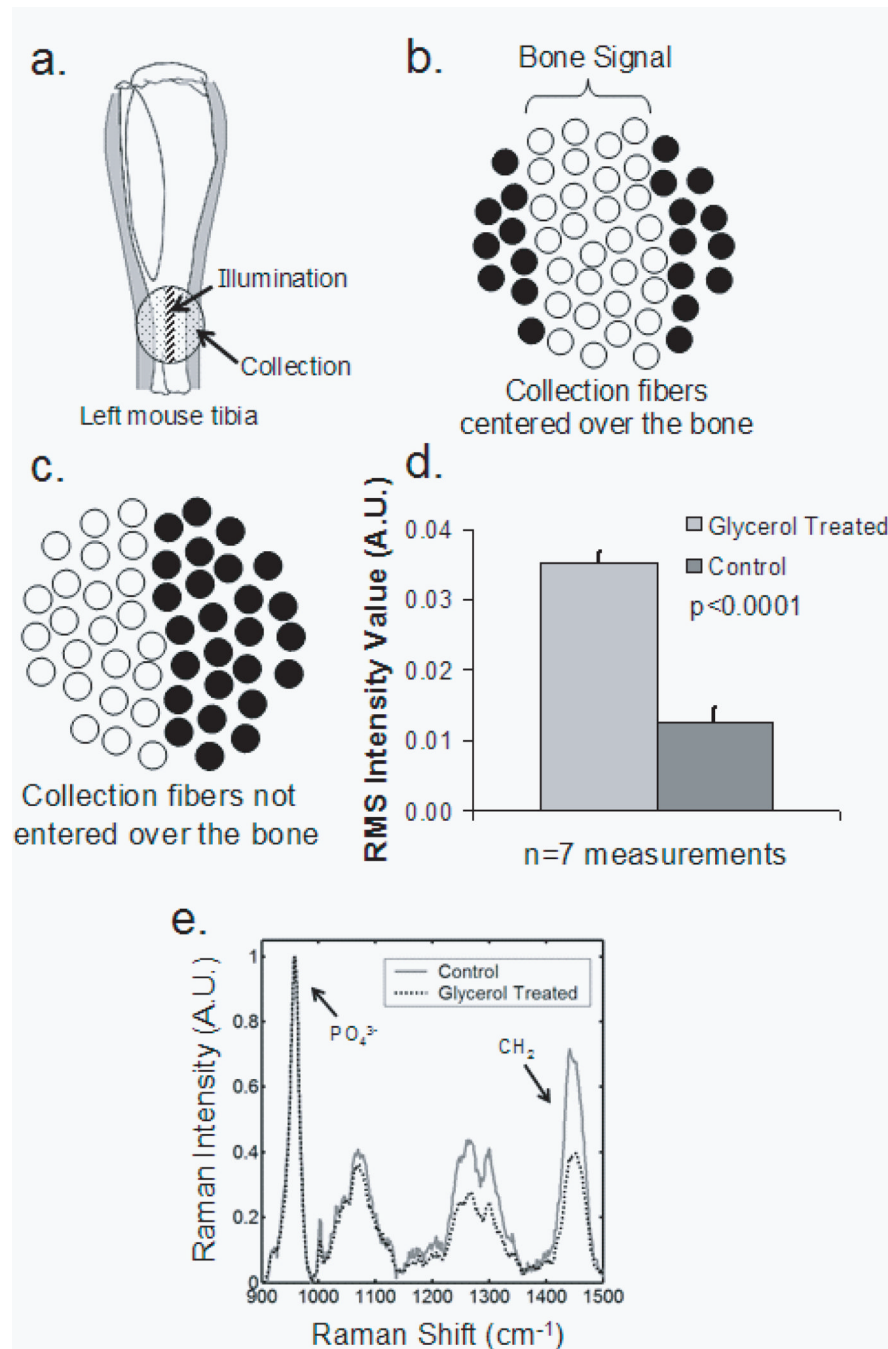 a.
Illumination
Collection
Left mouse tibia
b.
Bone Signal
Collection fibers
centered over the bone
c.
Collection fibers not
entered over the bone
d.
RMS Intensity Value (A.U.)
0.04
0.03
0.02
0.01
0.00
Glycerol Treated
Control
p<0.0001
n=7 measurements
e.
Raman Intensity (A.U.)
1
0.8
0.6
0.4
0.2
0
Control
Glycerol Treated
PO₄³⁻
CH₂
900 1000 1100 1200 1300 1400 1500
Raman Shift (cm⁻¹)